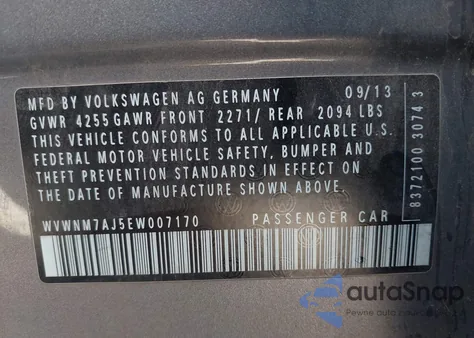 MFD BY VOLKSWAGEN AG GERMANY 09/13
GVWR 4255 GAWR FRONT 2271/ REAR 2094 LBS
THIS VEHICLE CONFORMS TO ALL APPLICABLE U.S.
FEDERAL MOTOR VEHICLE SAFETY, BUMPER AND
THEFT PREVENTION STANDARDS IN EFFECT ON
THE DATE OF MANUFACTURE SHOWN ABOVE.
WVWNM7AJ5EW007170 PASSENGER CAR
8372100 3074 3
autoSnap
Pewne auta z